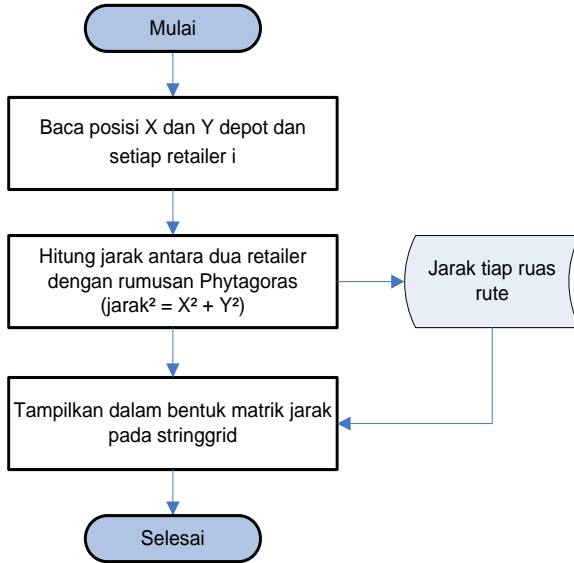 Mulai
Baca posisi X dan Y depot dan
setiap retailer i
Hitung jarak antara dua retailer
dengan rumusan Phytagoras
(jarak² = X² + Y²)
Jarak tiap ruas
rute
Tampilkan dalam bentuk matrik jarak
pada stringgrid
Selesai